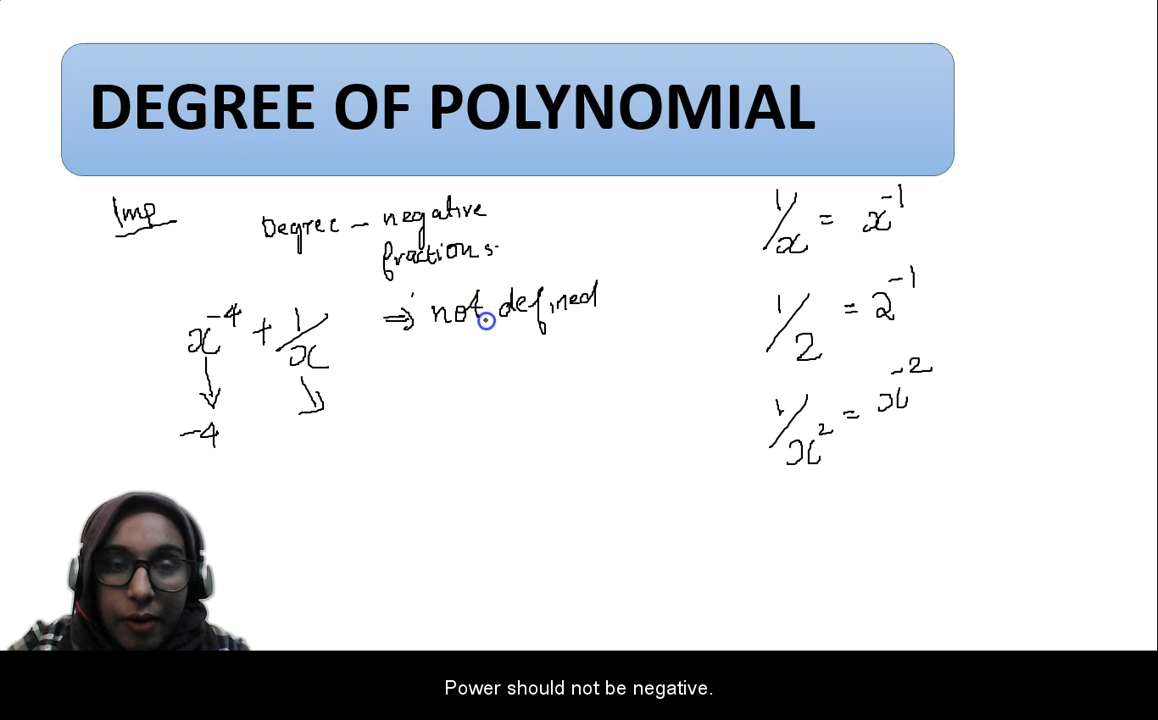 DEGREE OF POLYNOMIAL
Imp
Degree - negative
fractions.
x⁻⁴ + 1/x ⇒ not defined
-4
1/x = x⁻¹
1/2 = 2⁻¹
1/x² = x⁻²
Power should not be negative.